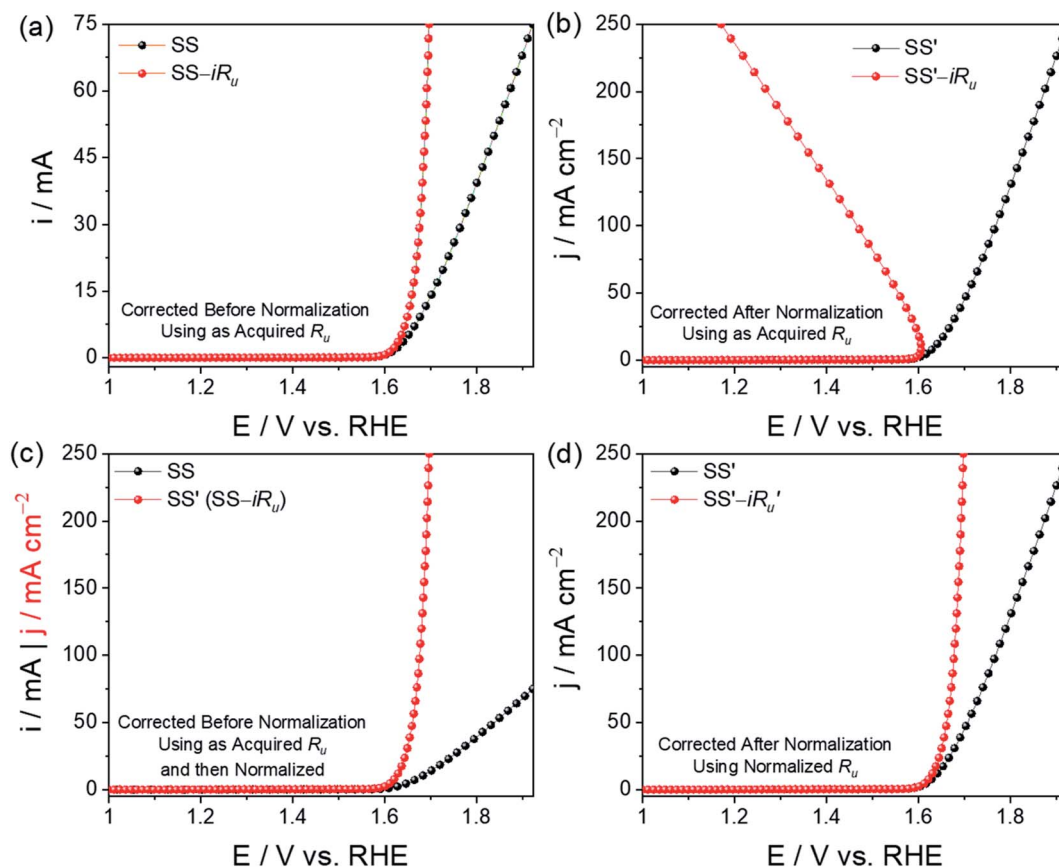 (a)
75
60
45
30
15
0
i / mA
SS
SS–iRu
Corrected Before Normalization
Using as Acquired Ru
1
1.2
1.4
1.6
1.8
E / V vs. RHE
(b)
250
200
150
100
50
0
j / mA cm−2
SS'
SS'–iRu
Corrected After Normalization
Using as Acquired Ru
1
1.2
1.4
1.6
1.8
E / V vs. RHE
(c)
250
200
150
100
50
0
i / mA | j / mA cm−2
SS
SS' (SS–iRu)
Corrected Before Normalization
Using as Acquired Ru
and then Normalized
1
1.2
1.4
1.6
1.8
E / V vs. RHE
(d)
250
200
150
100
50
0
j / mA cm−2
SS'
SS'–iRu'
Corrected After Normalization
Using Normalized Ru
1
1.2
1.4
1.6
1.8
E / V vs. RHE